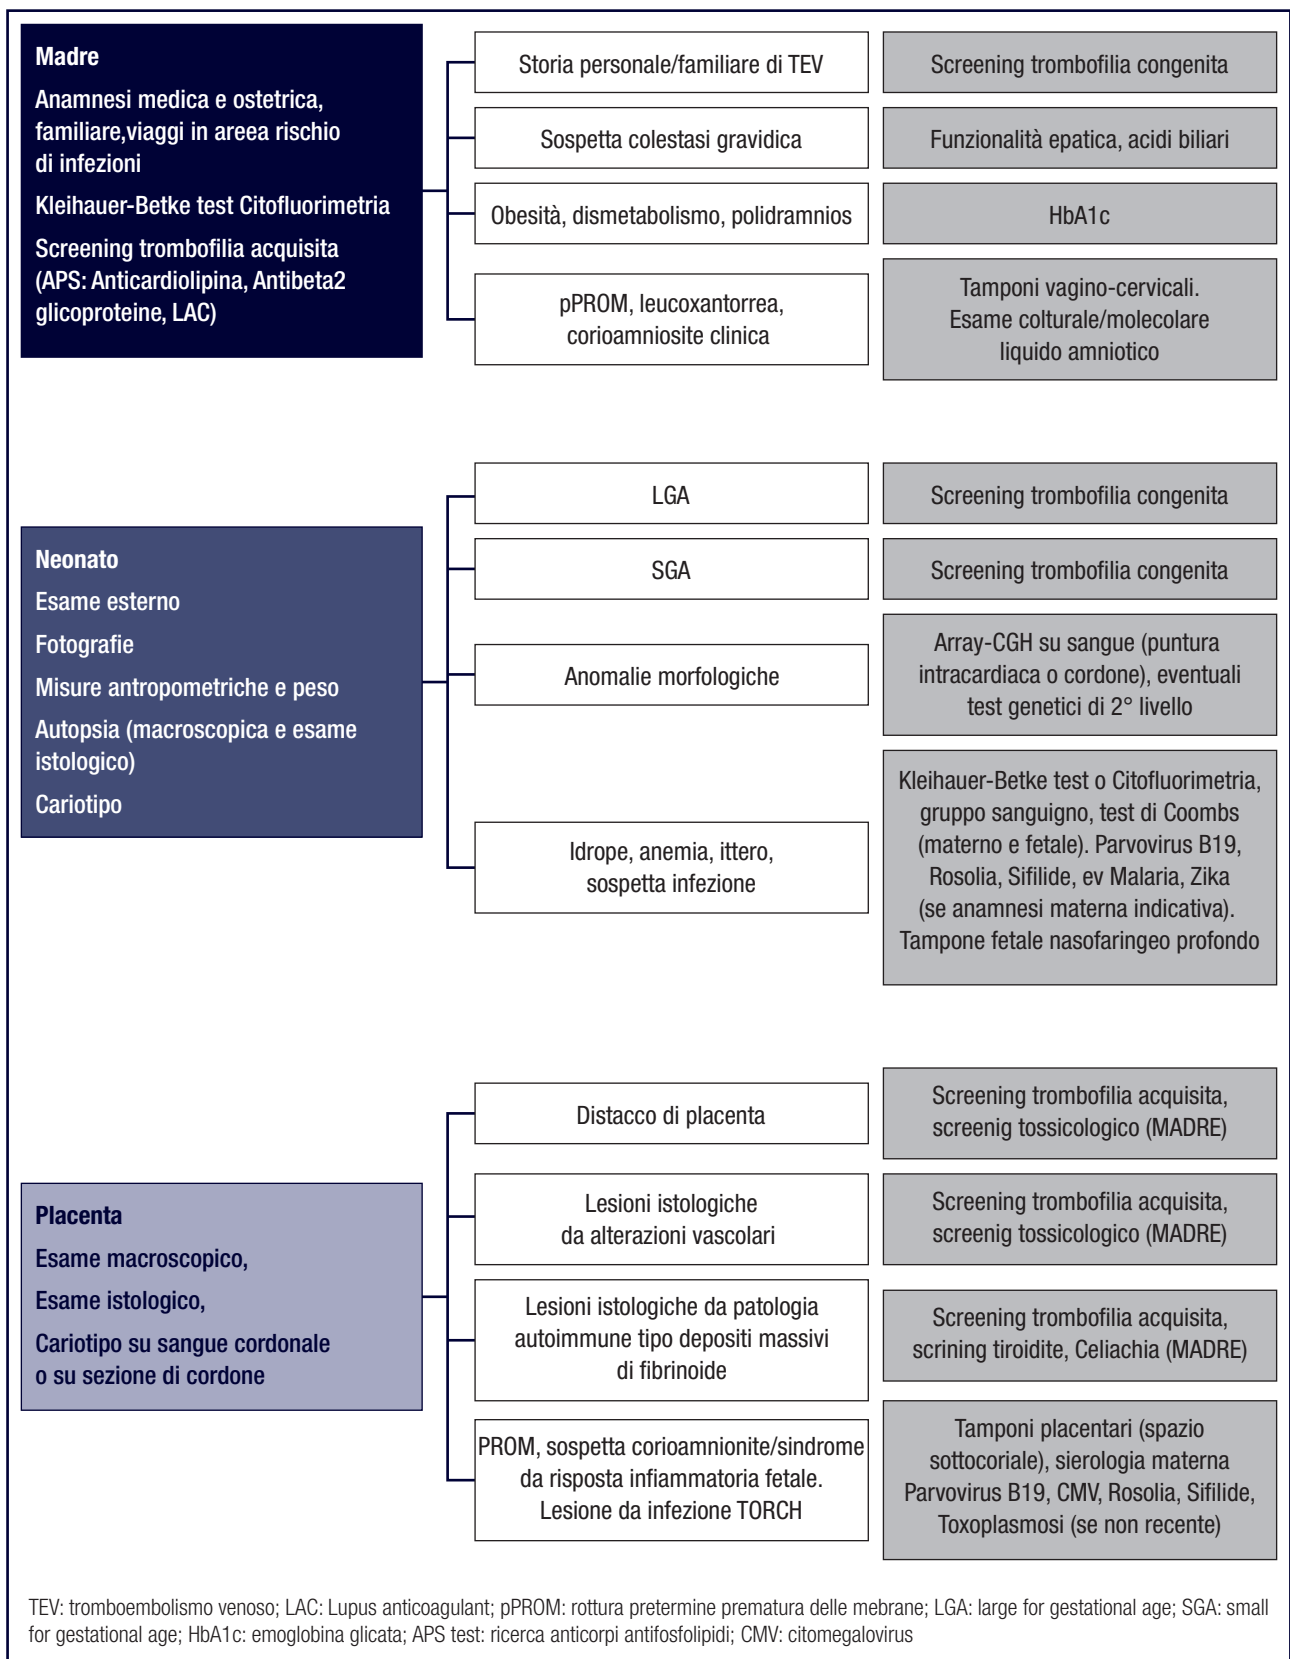 Madre
Anamnesi medica e ostetrica,
familiare,viaggi in areea rischio
di infezioni
Kleihauer-Betke test Citofluorimetria
Screening trombofilia acquisita
(APS: Anticardiolipina, Antibeta2
glicoproteine, LAC)
Storia personale/familiare di TEV
Screening trombofilia congenita
Sospetta colestasi gravidica
Funzionalità epatica, acidi biliari
Obesità, dismetabolismo, polidramnios
HbA1c
pPROM, leucoxantorrea,
corioamniosite clinica
Tamponi vagino-cervicali.
Esame colturale/molecolare
liquido amniotico
Neonato
Esame esterno
Fotografie
Misure antropometriche e peso
Autopsia (macroscopica e esame
istologico)
Cariotipo
LGA
Screening trombofilia congenita
SGA
Screening trombofilia congenita
Anomalie morfologiche
Array-CGH su sangue (puntura
intracardiaca o cordone), eventuali
test genetici di 2° livello
Idrope, anemia, ittero,
sospetta infezione
Kleihauer-Betke test o Citofluorimetria,
gruppo sanguigno, test di Coombs
(materno e fetale). Parvovirus B19,
Rosolia, Sifilide, ev Malaria, Zika
(se anamnesi materna indicativa).
Tampone fetale nasofaringeo profondo
Placenta
Esame macroscopico,
Esame istologico,
Cariotipo su sangue cordonale
o su sezione di cordone
Distacco di placenta
Screening trombofilia acquisita,
screenig tossicologico (MADRE)
Lesioni istologiche
da alterazioni vascolari
Screening trombofilia acquisita,
screenig tossicologico (MADRE)
Lesioni istologiche da patologia
autoimmune tipo depositi massivi
di fibrinoide
Screening trombofilia acquisita,
scrining tiroidite, Celiachia (MADRE)
PROM, sospetta corioamnionite/sindrome
da risposta infiammatoria fetale.
Lesione da infezione TORCH
Tamponi placentari (spazio
sottocoriale), sierologia materna
Parvovirus B19, CMV, Rosolia, Sifilide,
Toxoplasmosi (se non recente)
TEV: tromboembolismo venoso; LAC: Lupus anticoagulant; pPROM: rottura pretermine prematura delle mebrane; LGA: large for gestational age; SGA: small
for gestational age; HbA1c: emoglobina glicata; APS test: ricerca anticorpi antifosfolipidi; CMV: citomegalovirus